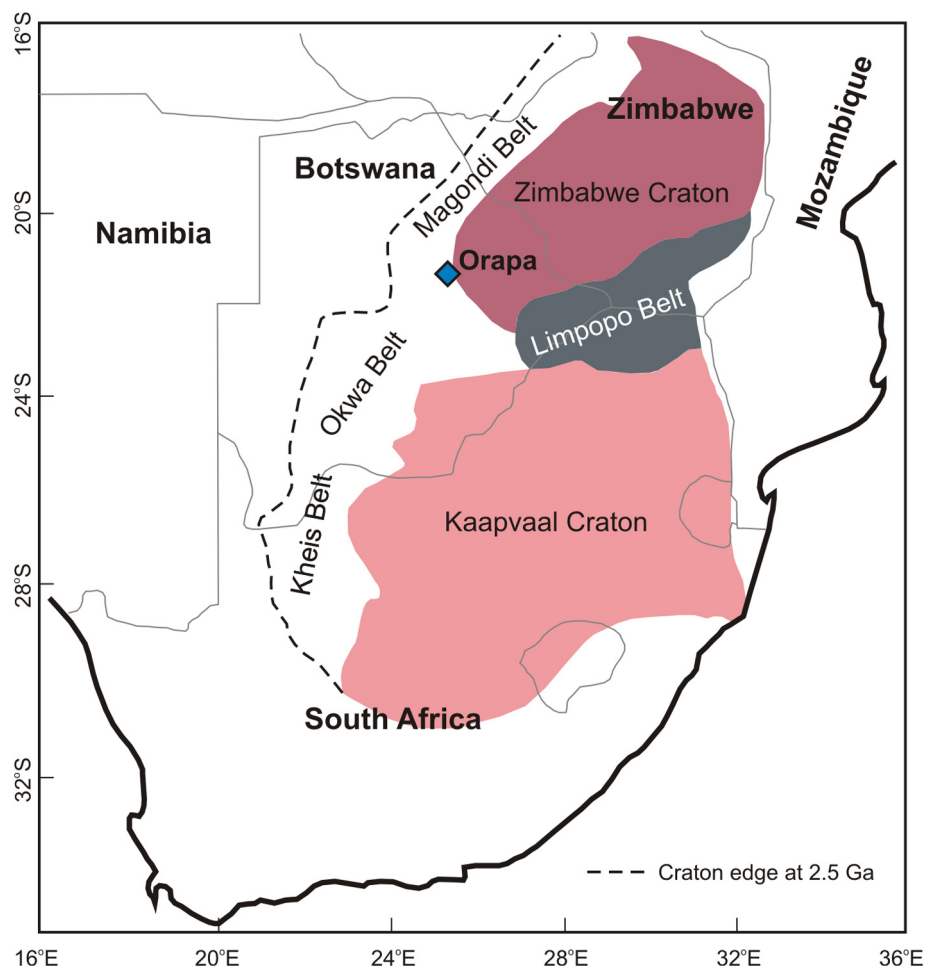 16°S
Mozambique
Zimbabwe
Magondi Belt
Botswana
Zimbabwe Craton
20°S
Namibia
Orapa
Limpopo Belt
Okwa Belt
24°S
Kheis Belt
Kaapvaal Craton
28°S
South Africa
32°S
Craton edge at 2.5 Ga
16°E
20°E
24°E
28°E
32°E
36°E